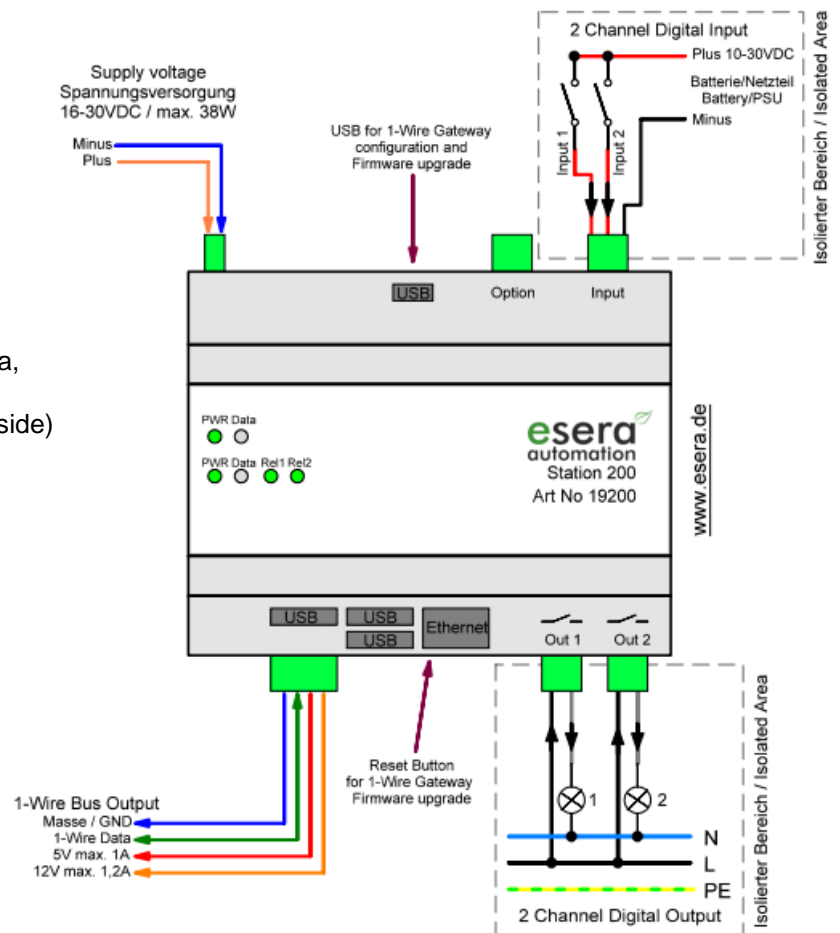 2 Channel Digital Input
Plus 10-30VDC
Batterie/Netzteil
Battery/PSU
Minus
Input 1
Input 2
Isolierter Bereich / Isolated Area
Supply voltage
Spannungsversorgung
16-30VDC / max. 38W
Minus
Plus
USB for 1-Wire Gateway
configuration and
Firmware upgrade
USB
Option
Input
a,
side)
PWR Data
PWR Data Rel1 Rel2
esera
automation
Station 200
Art No 19200
www.esera.de
USB
USB
USB
Ethernet
Out 1
Out 2
Reset Button
for 1-Wire Gateway
Firmware upgrade
1-Wire Bus Output
Masse / GND
1-Wire Data
5V max. 1A
12V max. 1,2A
1
2
N
L
PE
2 Channel Digital Output
Isolierter Bereich / Isolated Area